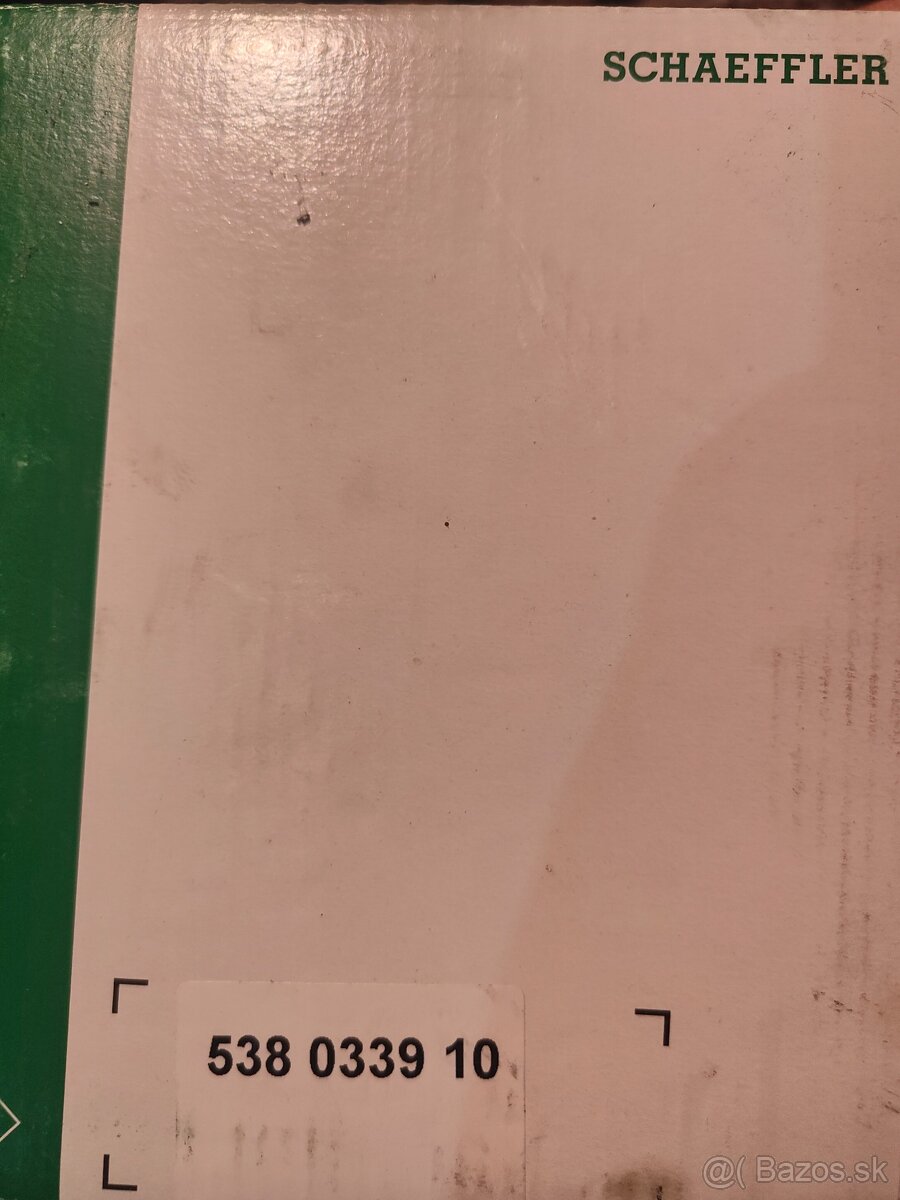 SCHAEFFLER
538 0339 10
@( Bazos.sk